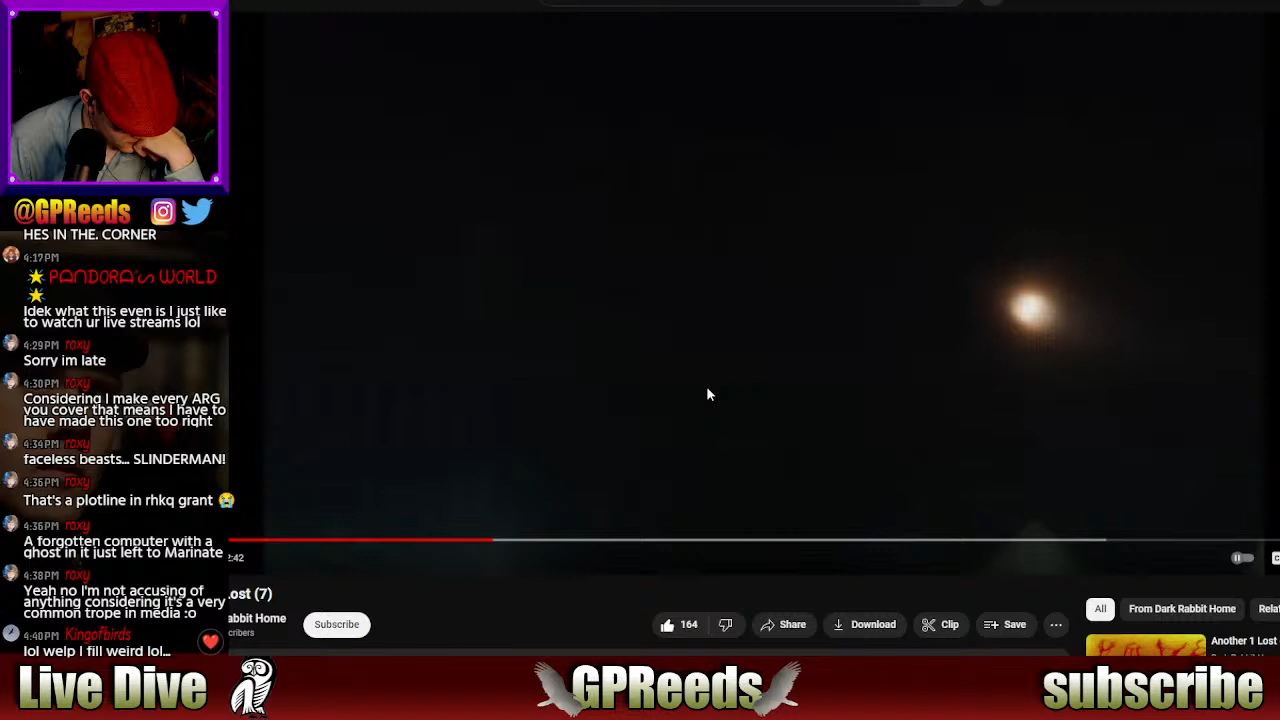 @GPReeds
HES IN THE. CORNER
4:17PM
PANDORA'S WORLD
Idek what this even is I just like
to watch ur live streams lol
4:29PM roxy
Sorry im late
4:30PM roxy
Considering I make every ARG
you cover that means I have to
have made this one too right
4:34PM roxy
faceless beasts... SLINDERMAN!
4:36PM roxy
That's a plotline in rhkq grant 😭
4:36PM roxy
A forgotten computer with a
ghost in it just left to Marinate
4:38PM roxy
Yeah no I'm not accusing of
anything considering it's a very
common trope in media :o
4:40PM Kingofbirds
lol welp I fill weird lol...
2:42
Lost (7)
abbit Home
cribers
Subscribe
164
Share
Download
Clip
Save
All
From Dark Rabbit Home
Rela
Another 1 Lost
Live Dive
GPReeds
subscribe